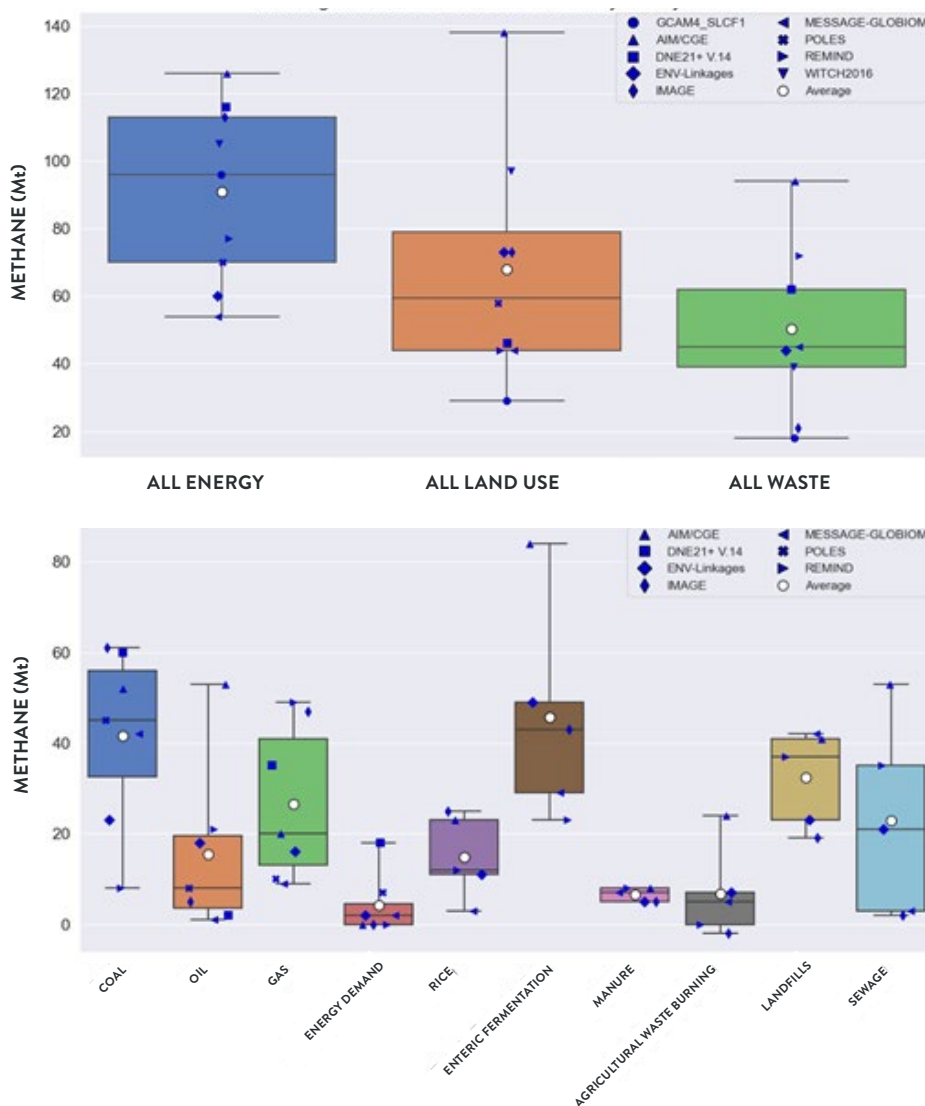 140
120
100
80
60
40
20
METHANE (Mt)
GCAM4_SLCF1
AIM/CGE
DNE21+ V.14
ENV-Linkages
IMAGE
MESSAGE-GLOBIOM
POLES
REMIND
WITCH2016
Average
ALL ENERGY
ALL LAND USE
ALL WASTE
80
60
40
20
0
METHANE (Mt)
AIM/CGE
DNE21+ V.14
ENV-Linkages
IMAGE
MESSAGE-GLOBIOM
POLES
REMIND
Average
COAL
OIL
GAS
ENERGY DEMAND
RICE
ENTERIC FERMENTATION
MANURE
AGRICULTURAL WASTE BURNING
LANDFILLS
SEWAGE